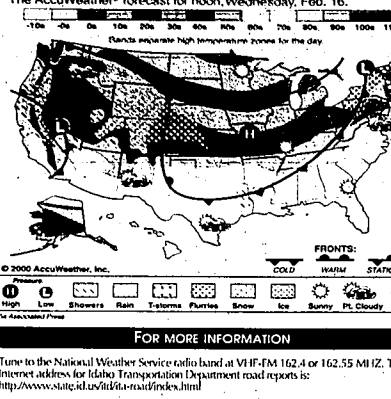 The AccuWeather® forecast for noon, Wednesday, Feb. 16.
-10s -0s 0s 10s 20s 30s 40s 50s 60s 70s 80s 90s 100s
Bands separate high temperature zones for the day.
L
L
H
L
FRONTS:
COLD WARM STATIO
© 2000 AccuWeather, Inc.
Pressure
H L
High Low Showers Rain T-storms Flurries Snow Ice Sunny Pt. Cloudy
Via Associated Press
FOR MORE INFORMATION
Tune to the National Weather Service radio band at VHF-FM 162.4 or 162.55 MHZ. T
Internet address for Idaho Transportation Department road reports is:
http://www.state.id.us/itd/ita-road/index.html